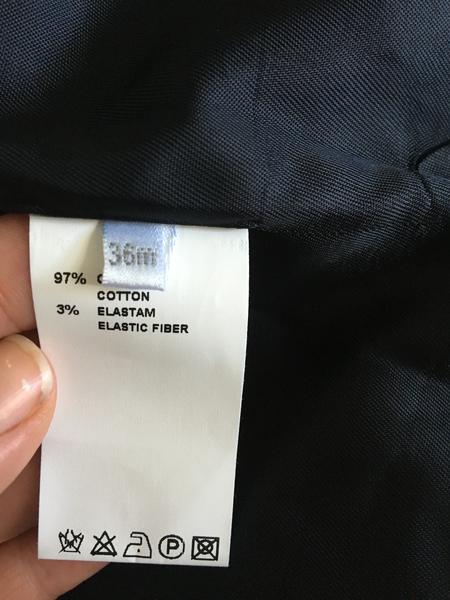 36m
97%
COTTON
3% ELASTAM
ELASTIC FIBER
P